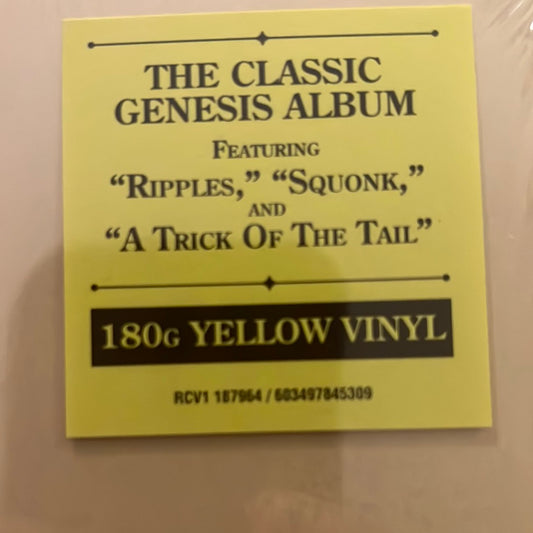 THE CLASSIC
GENESIS ALBUM
FEATURING
“RIPPLES,” “SQUONK,”
AND
“A TRICK OF THE TAIL”
180G YELLOW VINYL
RCV1 187964 / 603497845309